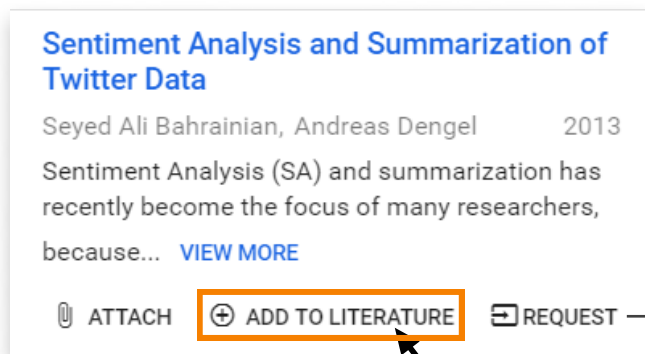 Sentiment Analysis and Summarization of
Twitter Data
Seyed Ali Bahrainian, Andreas Dengel 2013
Sentiment Analysis (SA) and summarization has
recently become the focus of many researchers,
because... VIEW MORE
ATTACH ADD TO LITERATURE REQUEST